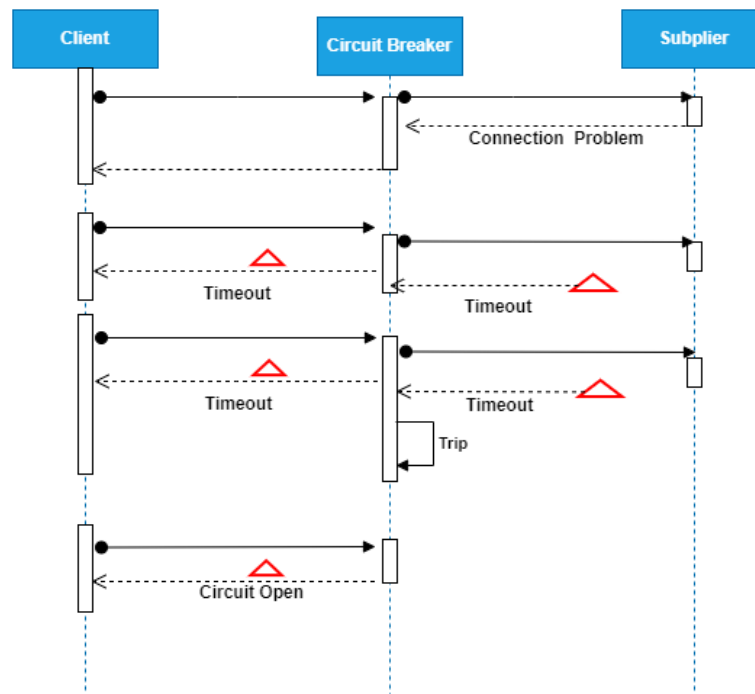 Client
Circuit Breaker
Subplier
Connection Problem
Timeout
Timeout
Timeout
Timeout
Trip
Circuit Open